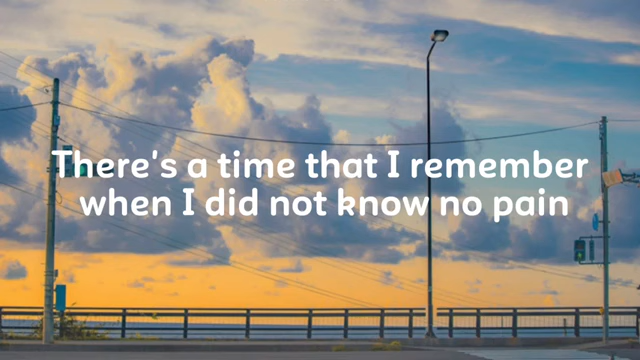 There's a time that I remember
when I did not know no pain